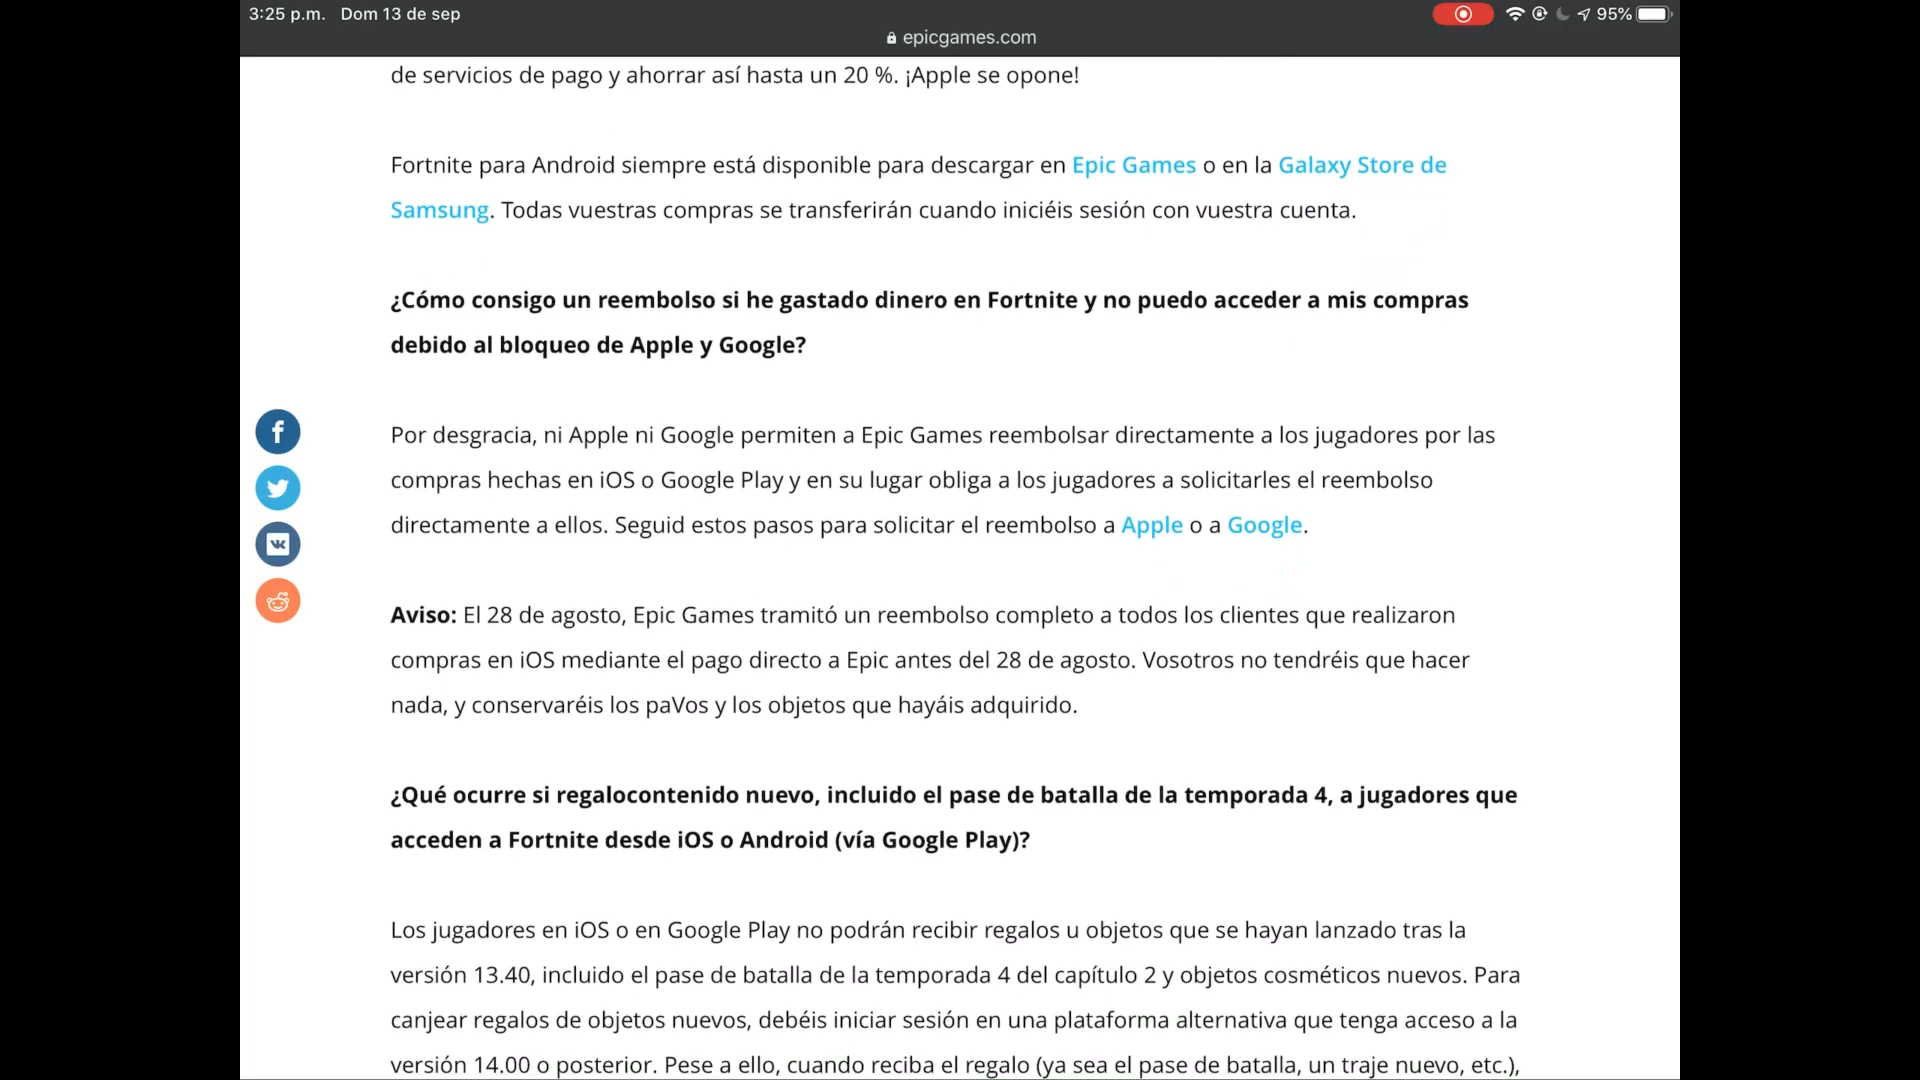 3:25 p.m. Dom 13 de sep
95%
epicgames.com
de servicios de pago y ahorrar así hasta un 20 %. ¡Apple se opone!
Fortnite para Android siempre está disponible para descargar en Epic Games o en la Galaxy Store de
Samsung. Todas vuestras compras se transferirán cuando iniciéis sesión con vuestra cuenta.
¿Cómo consigo un reembolso si he gastado dinero en Fortnite y no puedo acceder a mis compras
debido al bloqueo de Apple y Google?
Por desgracia, ni Apple ni Google permiten a Epic Games reembolsar directamente a los jugadores por las
compras hechas en iOS o Google Play y en su lugar obliga a los jugadores a solicitarles el reembolso
directamente a ellos. Seguid estos pasos para solicitar el reembolso a Apple o a Google.
Aviso: El 28 de agosto, Epic Games tramitó un reembolso completo a todos los clientes que realizaron
compras en iOS mediante el pago directo a Epic antes del 28 de agosto. Vosotros no tendréis que hacer
nada, y conservaréis los paVos y los objetos que hayáis adquirido.
¿Qué ocurre si regalocontenido nuevo, incluido el pase de batalla de la temporada 4, a jugadores que
acceden a Fortnite desde iOS o Android (vía Google Play)?
Los jugadores en iOS o en Google Play no podrán recibir regalos u objetos que se hayan lanzado tras la
versión 13.40, incluido el pase de batalla de la temporada 4 del capítulo 2 y objetos cosméticos nuevos. Para
canjear regalos de objetos nuevos, debéis iniciar sesión en una plataforma alternativa que tenga acceso a la
versión 14.00 o posterior. Pese a ello, cuando reciba el regalo (ya sea el pase de batalla, un traje nuevo, etc.),